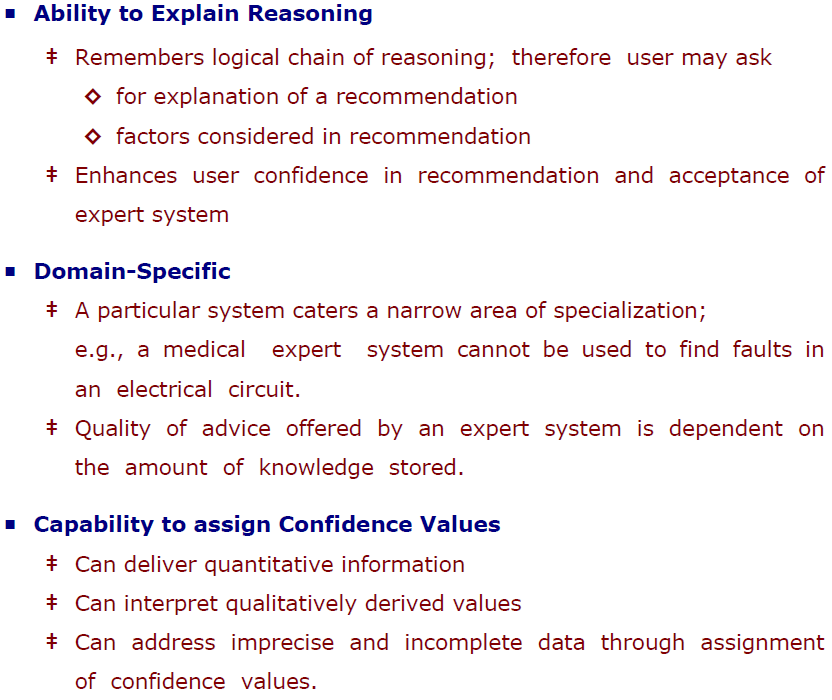 ▪ Ability to Explain Reasoning
‡ Remembers logical chain of reasoning; therefore user may ask
◇ for explanation of a recommendation
◇ factors considered in recommendation
‡ Enhances user confidence in recommendation and acceptance of
expert system
▪ Domain-Specific
‡ A particular system caters a narrow area of specialization;
e.g., a medical expert system cannot be used to find faults in
an electrical circuit.
‡ Quality of advice offered by an expert system is dependent on
the amount of knowledge stored.
▪ Capability to assign Confidence Values
‡ Can deliver quantitative information
‡ Can interpret qualitatively derived values
‡ Can address imprecise and incomplete data through assignment
of confidence values.